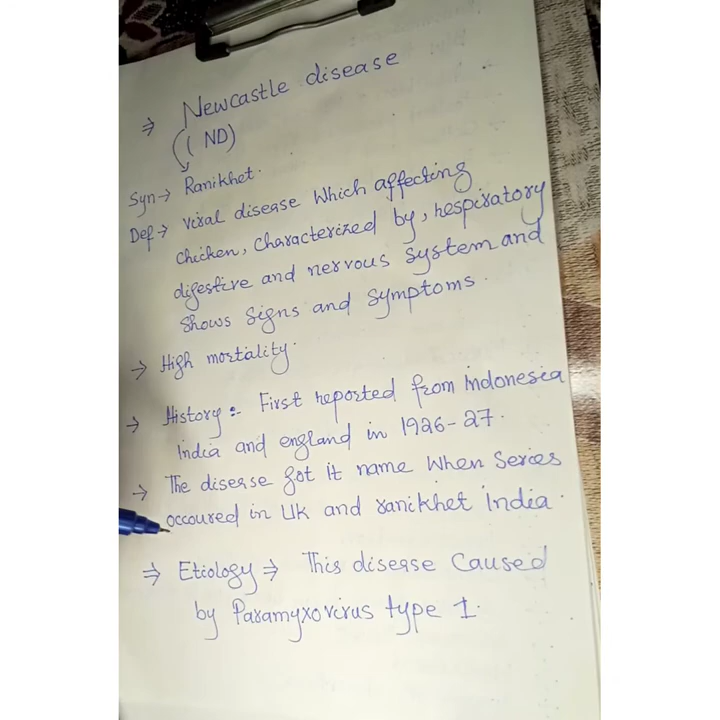 ⇒ Newcastle disease
(ND)
Syn→ Ranikhet.
Def→ viral disease Which affecting
chicken, characterized by, respiratory
digestive and nervous system and
shows signs and symptoms.
→ High mortality.
→ History:- First reported from indonesia
india and england in 1926-27.
→ The disease got it name When Series
occoured in UK and ranikhet india.
⇒ Etiology ⇒ This disease Caused
by Paramyxovirus type 1.